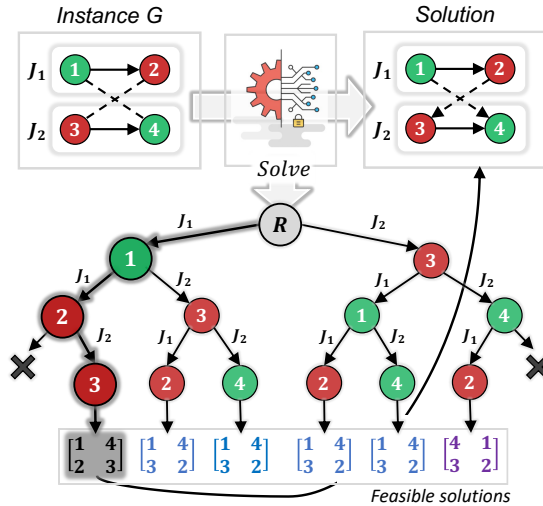 Instance G
Solution
J₁ 1 2
J₂ 3 4
J₁ 1 2
J₂ 3 4
Solve
R
J₁ J₂
1 3
J₁ J₂ J₁ J₂
2 3 1 4
J₂ J₁ J₂ J₁ J₂ J₁
3 2 4 2 4 2
[1 4 [1 4 [1 4 [1 4 [1 4 [4 1
2 3] 3 2] 3 2] 3 2] 3 2] 3 2]
Feasible solutions